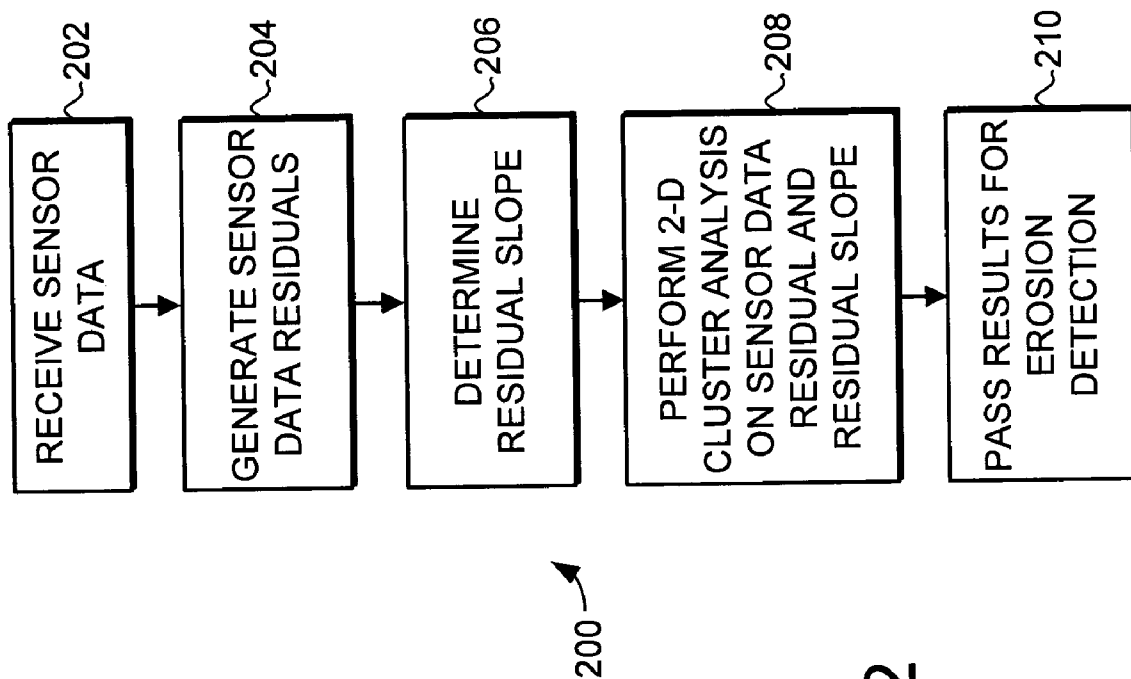 RECEIVE SENSOR
DATA
202
GENERATE SENSOR
DATA RESIDUALS
204
DETERMINE
RESIDUAL SLOPE
206
PERFORM 2-D
CLUSTER ANALYSIS
ON SENSOR DATA
RESIDUAL AND
RESIDUAL SLOPE
208
PASS RESULTS FOR
EROSION
DETECTION
210
200
2